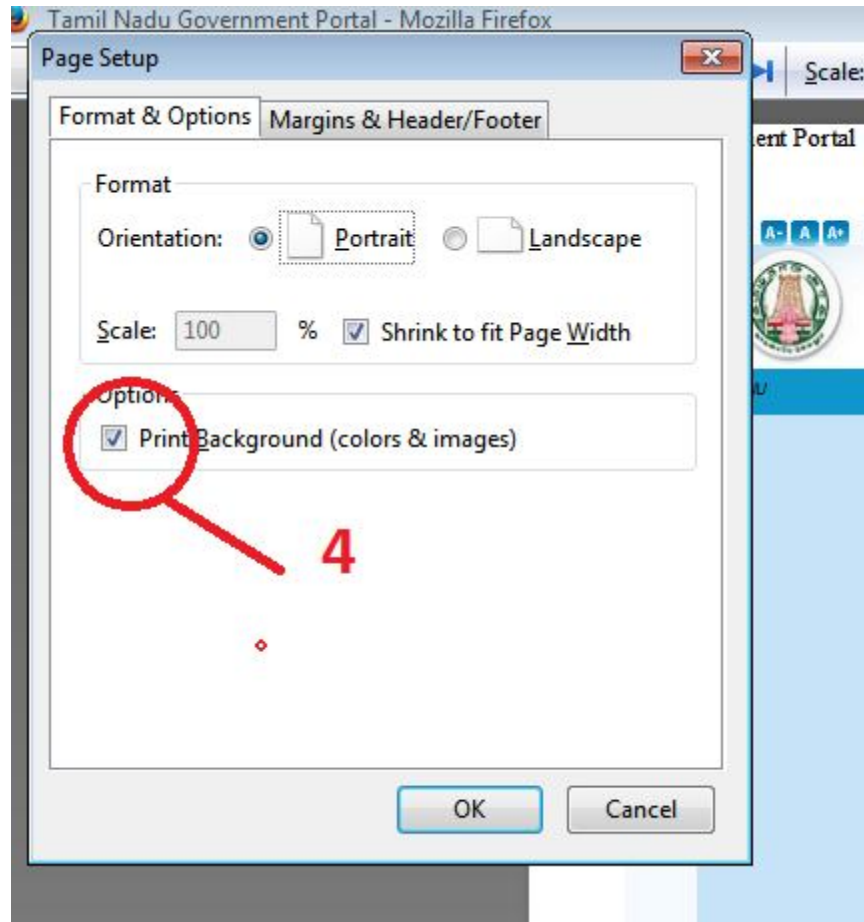 Tamil Nadu Government Portal - Mozilla Firefox
Page Setup
Scale:
Format & Options
Margins & Header/Footer
ent Portal
Format
Orientation: Portrait Landscape
A- A A+
Scale: 100 % Shrink to fit Page Width
Options
Print Background (colors & images)
4
OK Cancel